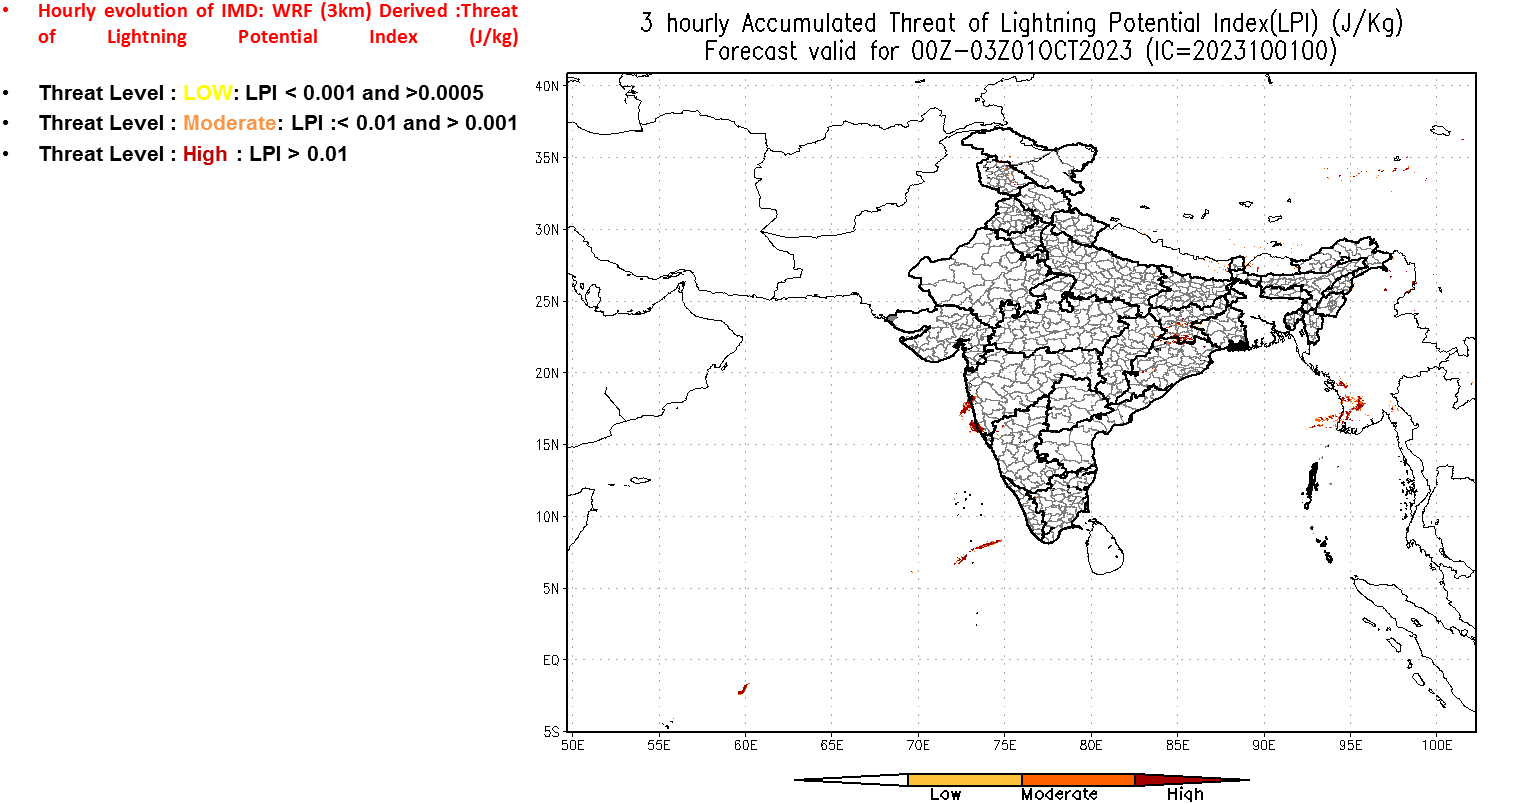 • Hourly evolution of IMD: WRF (3km) Derived :Threat
of Lightning Potential Index (J/kg)
• Threat Level : LOW: LPI < 0.001 and >0.0005
• Threat Level : Moderate: LPI :< 0.01 and > 0.001
• Threat Level : High : LPI > 0.01
3 hourly Accumulated Threat of Lightning Potential Index(LPI) (J/Kg)
Forecast valid for 00Z-03Z01OCT2023 (IC=2023100100)
40N
35N
30N
25N
20N
15N
10N
5N
EQ
5S
50E 55E 60E 65E 70E 75E 80E 85E 90E 95E 100E
Low Moderate High